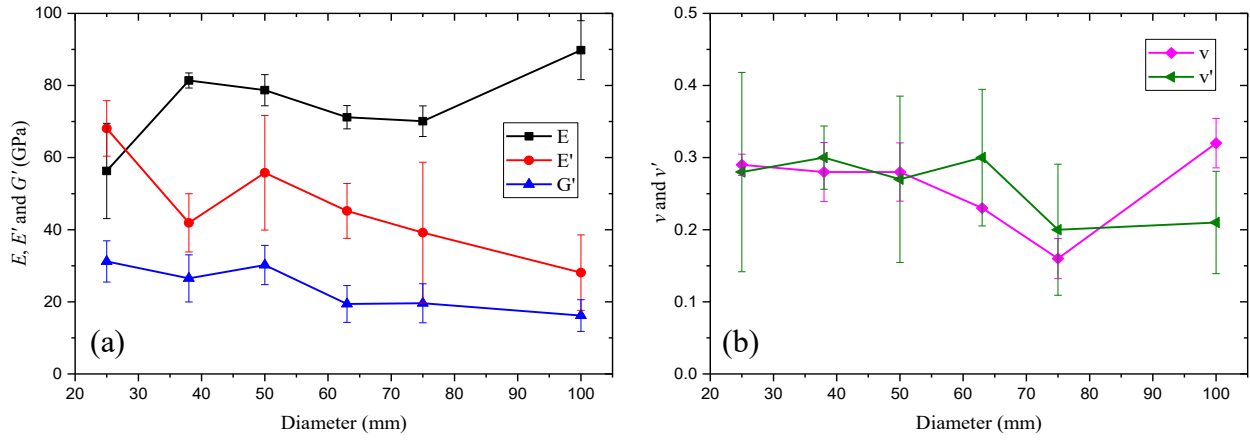 100
80
60
40
20
0
E, E' and G' (GPa)
E
E'
G'
(a)
20 30 40 50 60 70 80 90 100
Diameter (mm)
0.5
0.4
0.3
0.2
0.1
0.0
v and v'
v
v'
(b)
20 30 40 50 60 70 80 90 100
Diameter (mm)